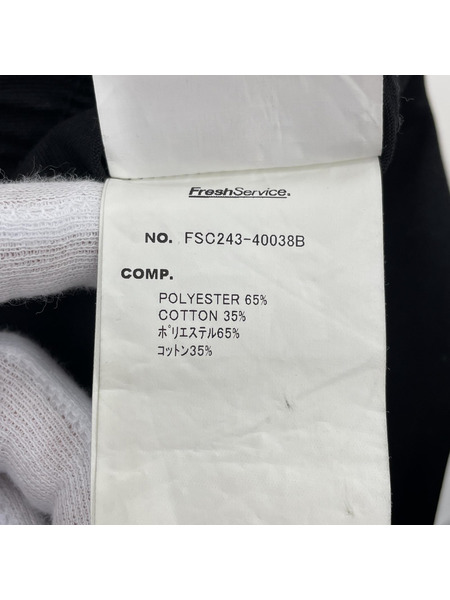 FreshService®
NO. FSC243-40038B
COMP.
POLYESTER 65%
COTTON 35%
ﾎﾟﾘｴｽﾃﾙ65%
ｺｯﾄﾝ35%